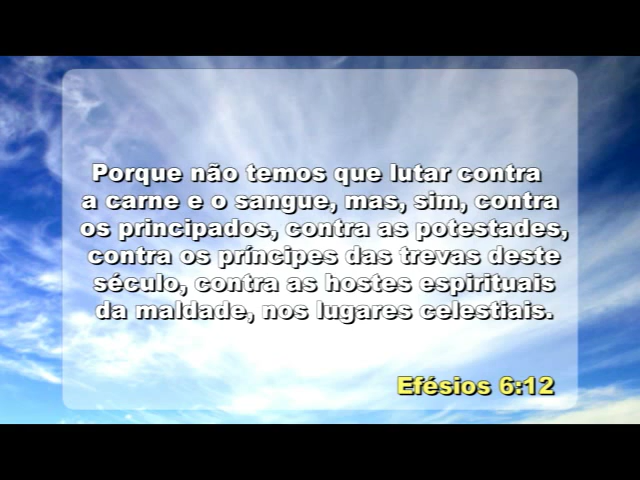 Porque não temos que lutar contra
a carne e o sangue, mas, sim, contra
os principados, contra as potestades,
contra os príncipes das trevas deste
século, contra as hostes espirituais
da maldade, nos lugares celestiais.
Efésios 6:12